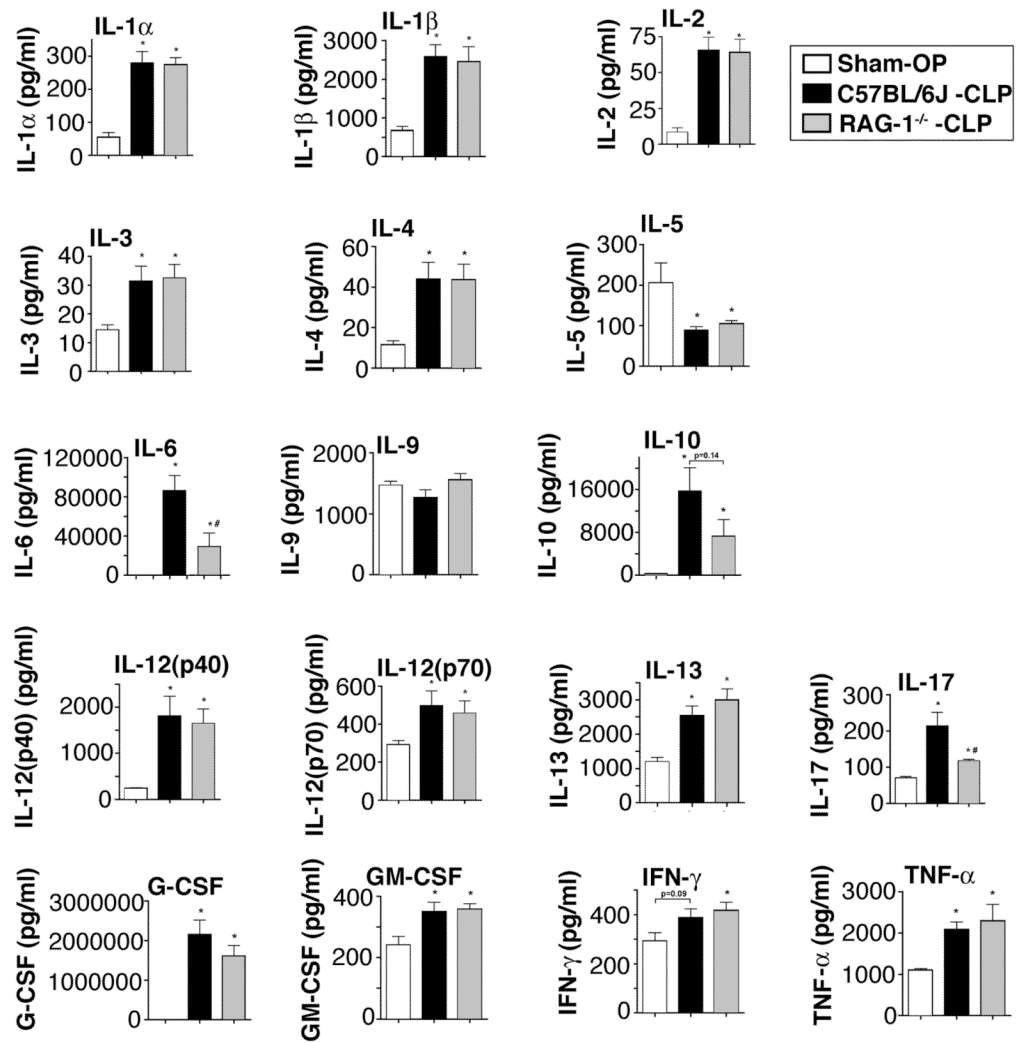 IL-1α
IL-1α (pg/ml)
300
200
100
0
* *
IL-1β
IL-1β (pg/ml)
3000
2000
1000
0
* *
IL-2
IL-2 (pg/ml)
75
50
25
0
* *
Sham-OP
C57BL/6J -CLP
RAG-1-/- -CLP
IL-3
IL-3 (pg/ml)
40
30
20
10
0
* *
IL-4
IL-4 (pg/ml)
60
40
20
0
* *
IL-5
IL-5 (pg/ml)
300
200
100
0
* *
IL-6
IL-6 (pg/ml)
120000
80000
40000
0
* *#
IL-9
IL-9 (pg/ml)
2000
1000
0
IL-10
IL-10 (pg/ml)
16000
8000
0
* p=0.14
*
IL-12(p40)
IL-12(p40) (pg/ml)
2000
1000
0
* *
IL-12(p70)
IL-12(p70) (pg/ml)
600
400
200
0
* *
IL-13
IL-13 (pg/ml)
3000
2000
1000
0
* *
IL-17
IL-17 (pg/ml)
300
200
100
0
* *#
G-CSF
G-CSF (pg/ml)
3000000
2000000
1000000
0
* *
GM-CSF
GM-CSF (pg/ml)
400
200
0
* *
IFN-γ
IFN-γ (pg/ml)
400
200
0
p=0.09 *
TNF-α
TNF-α (pg/ml)
3000
2000
1000
0
* *